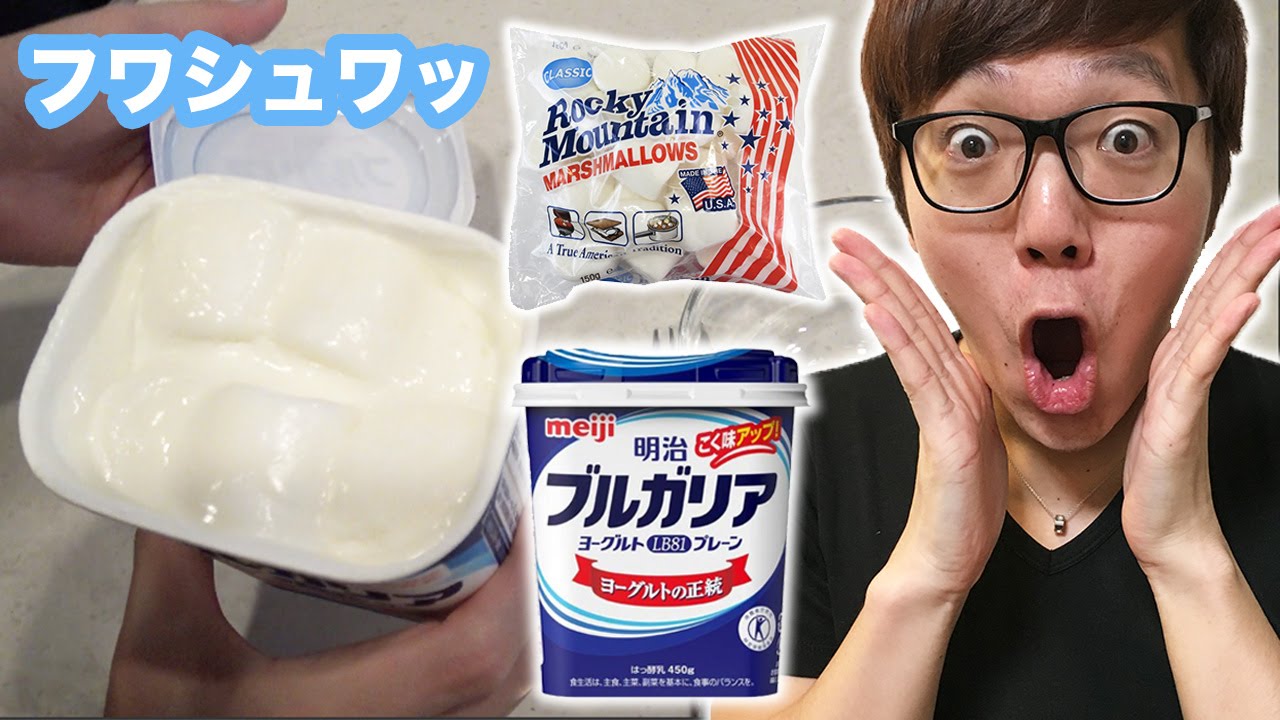 フワシュワッ
CLASSIC
Rocky
Mountain
MARSHMALLOWS
MADE IN THE
U.S.A.
A True American Tradition
150g
meiji
明治
こく味アップ!
ブルガリア
ヨーグルト LB81 プレーン
ヨーグルトの正統
はっ酵乳 450g
食生活は、主食、主菜、副菜を基本に、食事のバランスを。